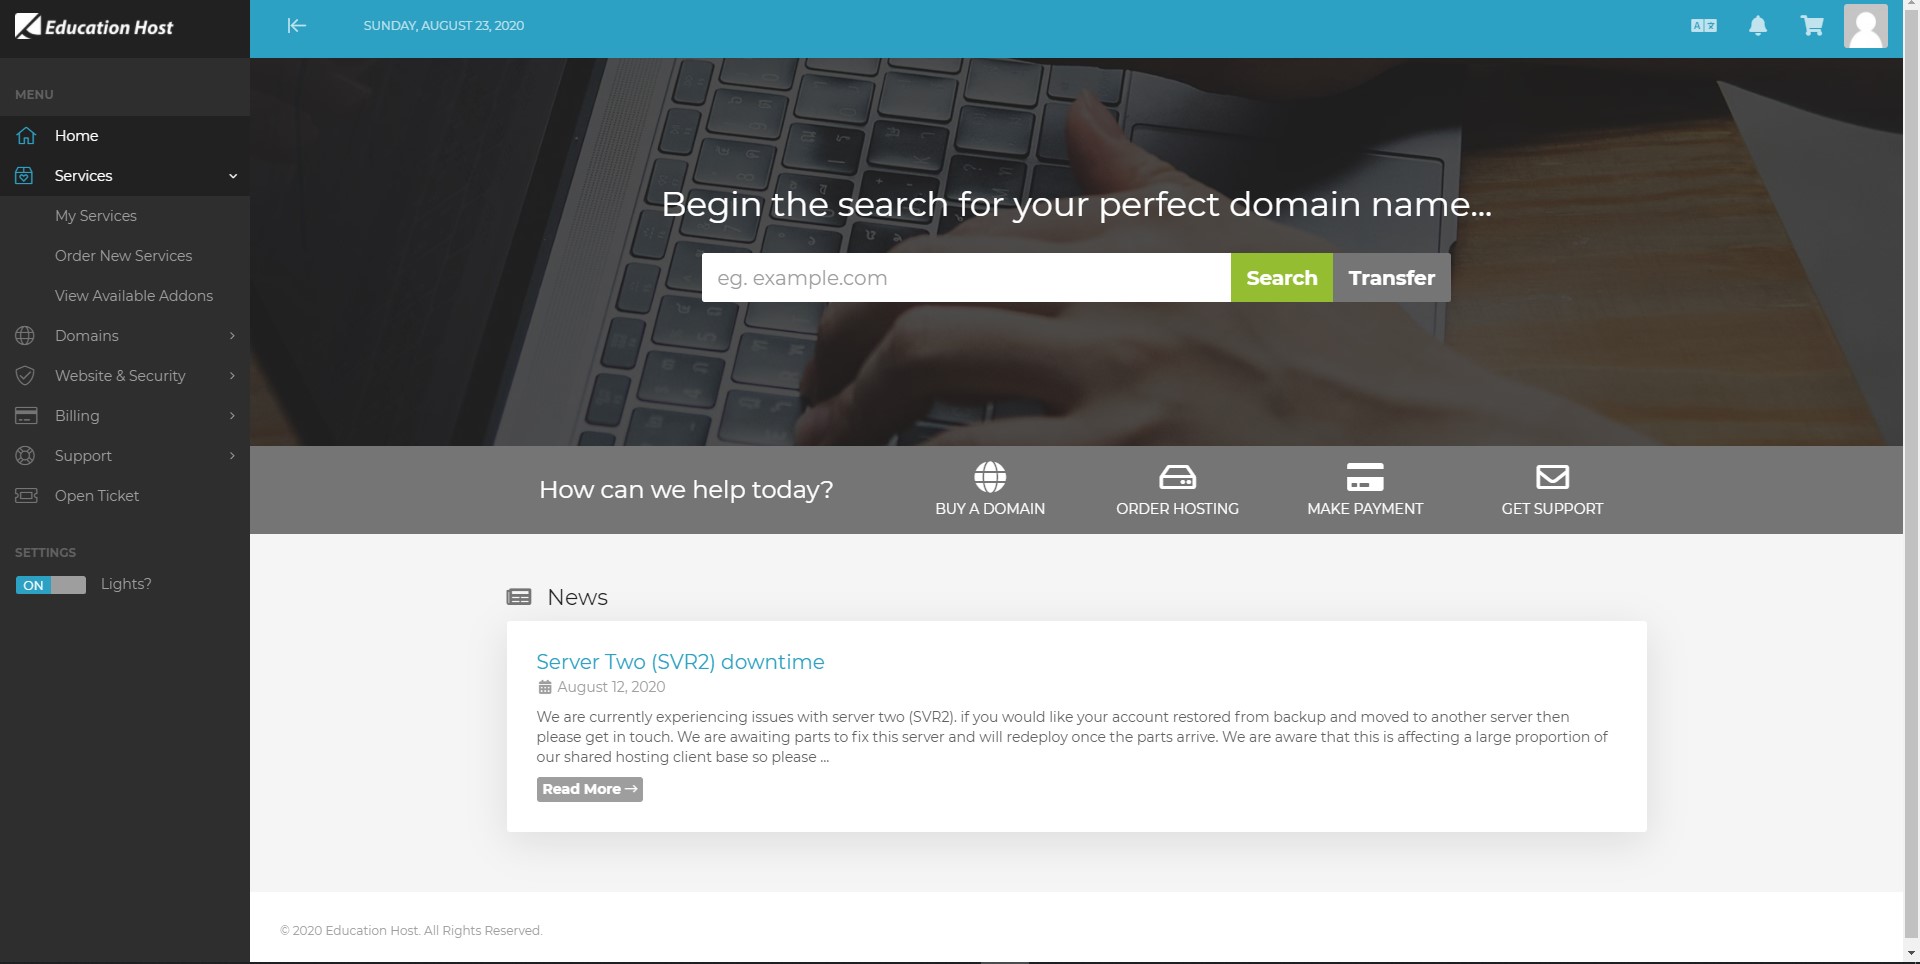 Education Host
SUNDAY, AUGUST 23, 2020
MENU
Home
Services
My Services
Order New Services
View Available Addons
Domains
Website & Security
Billing
Support
Open Ticket
SETTINGS
ON
Lights?
Begin the search for your perfect domain name...
eg. example.com
Search
Transfer
How can we help today?
BUY A DOMAIN
ORDER HOSTING
MAKE PAYMENT
GET SUPPORT
News
Server Two (SVR2) downtime
August 12, 2020
We are currently experiencing issues with server two (SVR2). if you would like your account restored from backup and moved to another server then
please get in touch. We are awaiting parts to fix this server and will redeploy once the parts arrive. We are aware that this is affecting a large proportion of
our shared hosting client base so please ...
Read More →
© 2020 Education Host. All Rights Reserved.